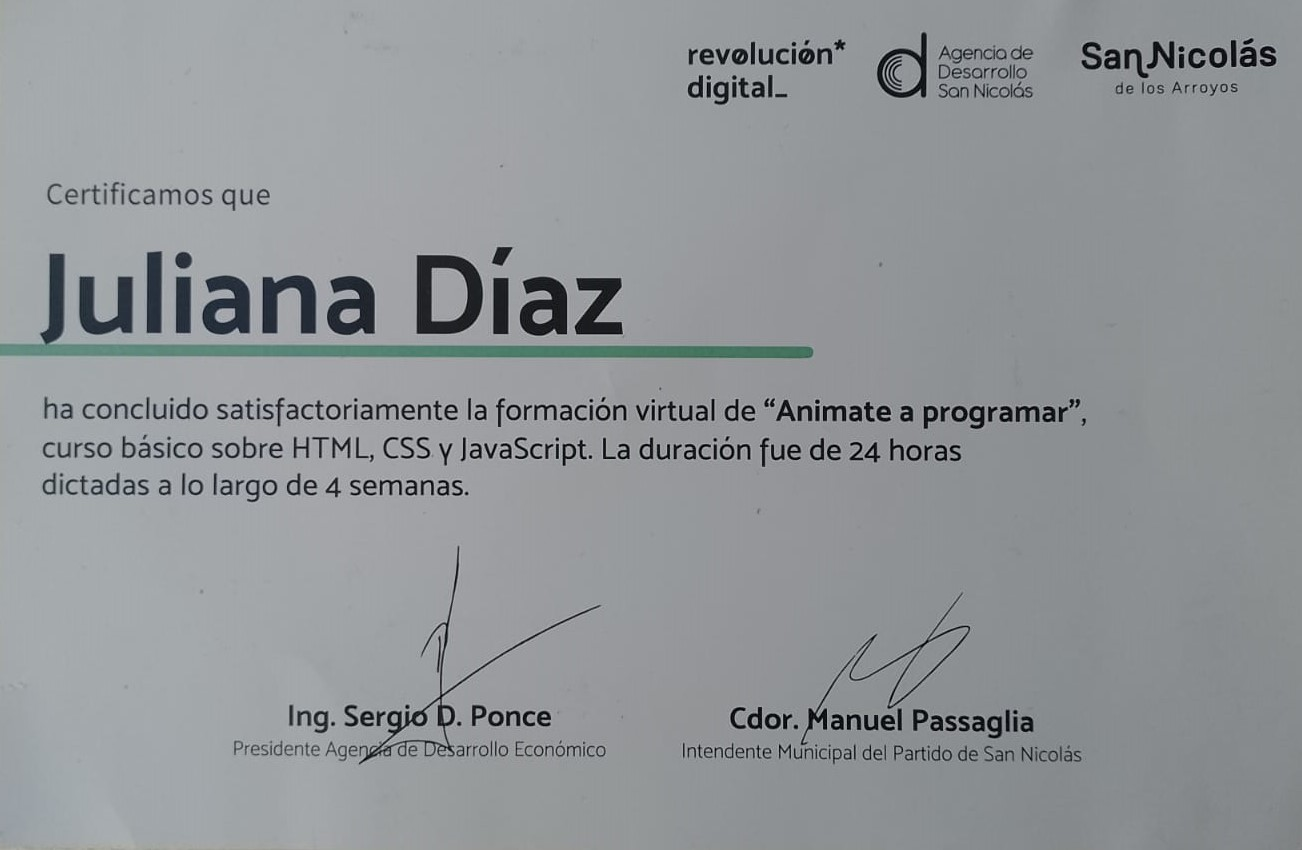 revolución*
digital_
Agencia de
Desarrollo
San Nicolás
San Nicolás
de los Arroyos
Certificamos que
Juliana Díaz
ha concluido satisfactoriamente la formación virtual de “Animate a programar”,
curso básico sobre HTML, CSS y JavaScript. La duración fue de 24 horas
dictadas a lo largo de 4 semanas.
Ing. Sergio D. Ponce
Presidente Agencia de Desarrollo Económico
Cdor. Manuel Passaglia
Intendente Municipal del Partido de San Nicolás